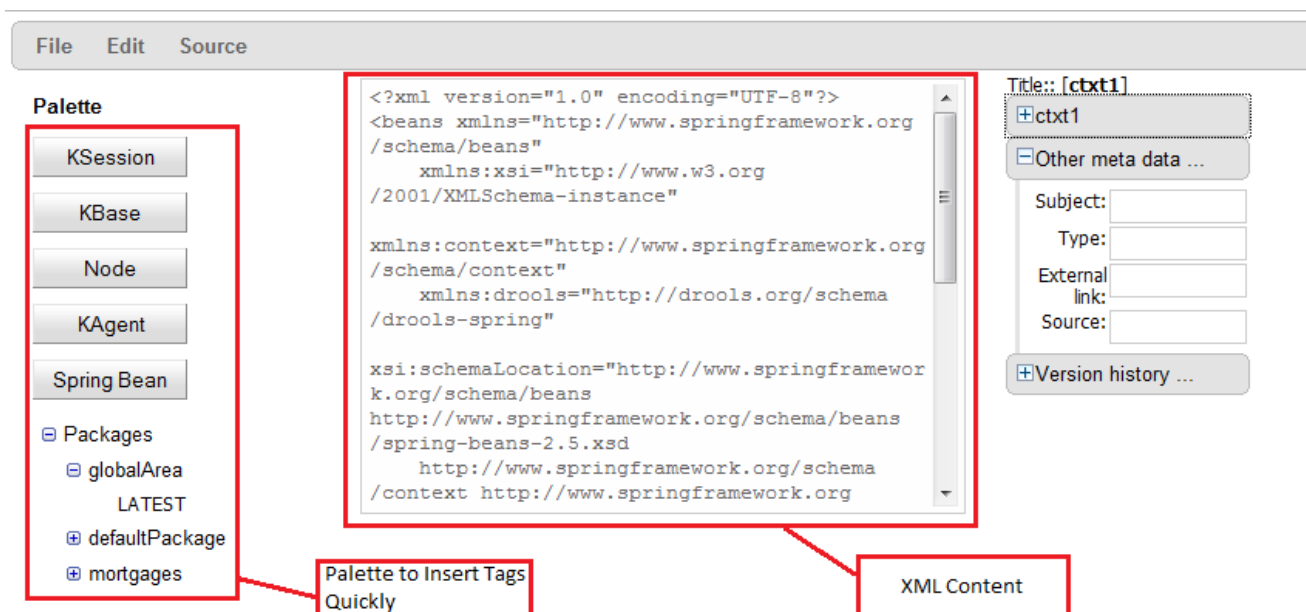 File Edit Source
Palette
KSession
KBase
Node
KAgent
Spring Bean
Packages
globalArea
LATEST
defaultPackage
mortgages
<?xml version="1.0" encoding="UTF-8"?>
<beans xmlns="http://www.springframework.org
/schema/beans"
xmlns:xsi="http://www.w3.org
/2001/XMLSchema-instance"
xmlns:context="http://www.springframework.org
/schema/context"
xmlns:drools="http://drools.org/schema
/drools-spring"
xsi:schemaLocation="http://www.springframewor
k.org/schema/beans
http://www.springframework.org/schema/beans
/spring-beans-2.5.xsd
http://www.springframework.org/schema
/context http://www.springframework.org
Title:: [ctxt1]
ctxt1
Other meta data ...
Subject:
Type:
External
link:
Source:
Version history ...
Palette to Insert Tags
Quickly
XML Content